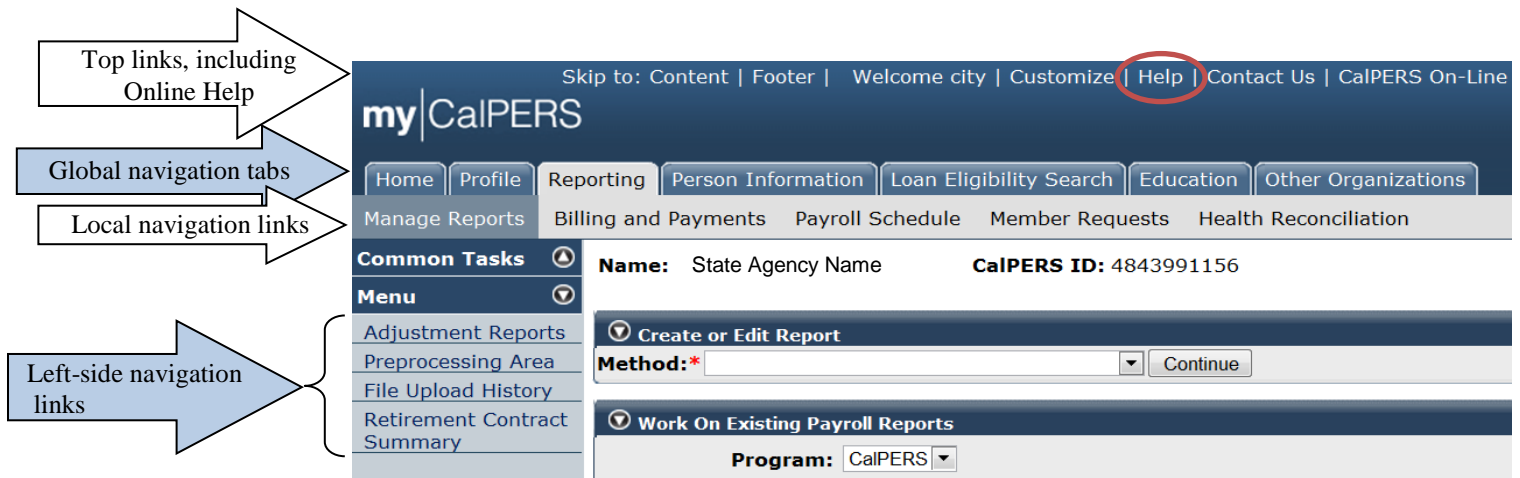 Top links, including
Online Help
Skip to: Content | Footer | Welcome city | Customize | Help | Contact Us | CalPERS On-Line
my|CalPERS
Global navigation tabs
Home Profile Reporting Person Information Loan Eligibility Search Education Other Organizations
Local navigation links
Manage Reports Billing and Payments Payroll Schedule Member Requests Health Reconciliation
Common Tasks
Name: State Agency Name CalPERS ID: 4843991156
Menu
Left-side navigation
links
Adjustment Reports
Preprocessing Area
File Upload History
Retirement Contract
Summary
Create or Edit Report
Method:* Continue
Work On Existing Payroll Reports
Program: CalPERS